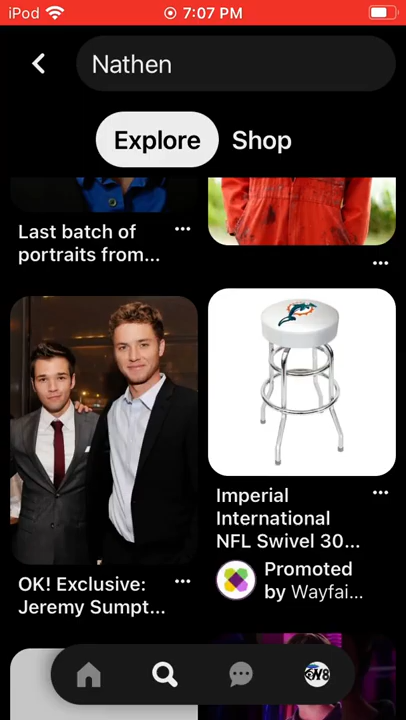 iPod 7:07 PM
Nathen
Explore Shop
Last batch of
portraits from...
OK! Exclusive:
Jeremy Sumpt...
Imperial
International
NFL Swivel 30...
Promoted
by Wayfai...